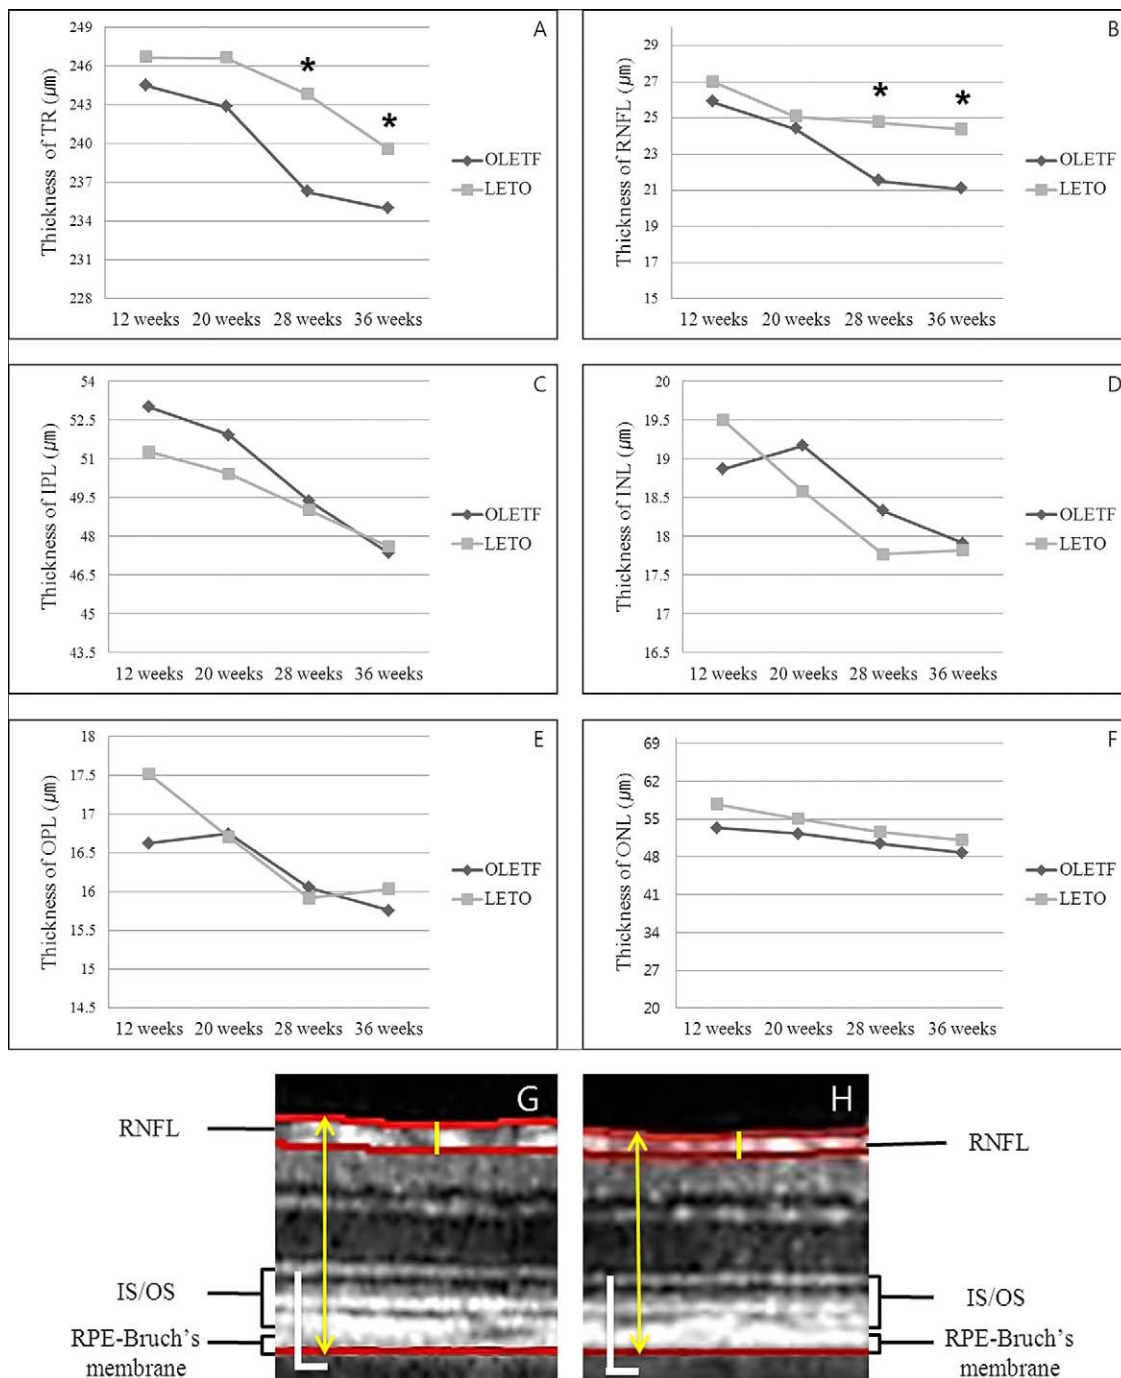 A
Thickness of TR (㎛)
249
246
243
240
237
234
231
228
*
*
12 weeks 20 weeks 28 weeks 36 weeks
OLETF
LETO
B
Thickness of RNFL (㎛)
29
27
25
23
21
19
17
15
*
*
12 weeks 20 weeks 28 weeks 36 weeks
OLETF
LETO
C
Thickness of IPL (㎛)
54
52.5
51
49.5
48
46.5
45
43.5
12 weeks 20 weeks 28 weeks 36 weeks
OLETF
LETO
D
Thickness of INL (㎛)
20
19.5
19
18.5
18
17.5
17
16.5
12 weeks 20 weeks 28 weeks 36 weeks
OLETF
LETO
E
Thickness of OPL (㎛)
18
17.5
17
16.5
16
15.5
15
14.5
12 weeks 20 weeks 28 weeks 36 weeks
OLETF
LETO
F
Thickness of ONL (㎛)
69
62
55
48
41
34
27
20
12 weeks 20 weeks 28 weeks 36 weeks
OLETF
LETO
G
RNFL
IS/OS
RPE-Bruch's
membrane
H
RNFL
IS/OS
RPE-Bruch's
membrane